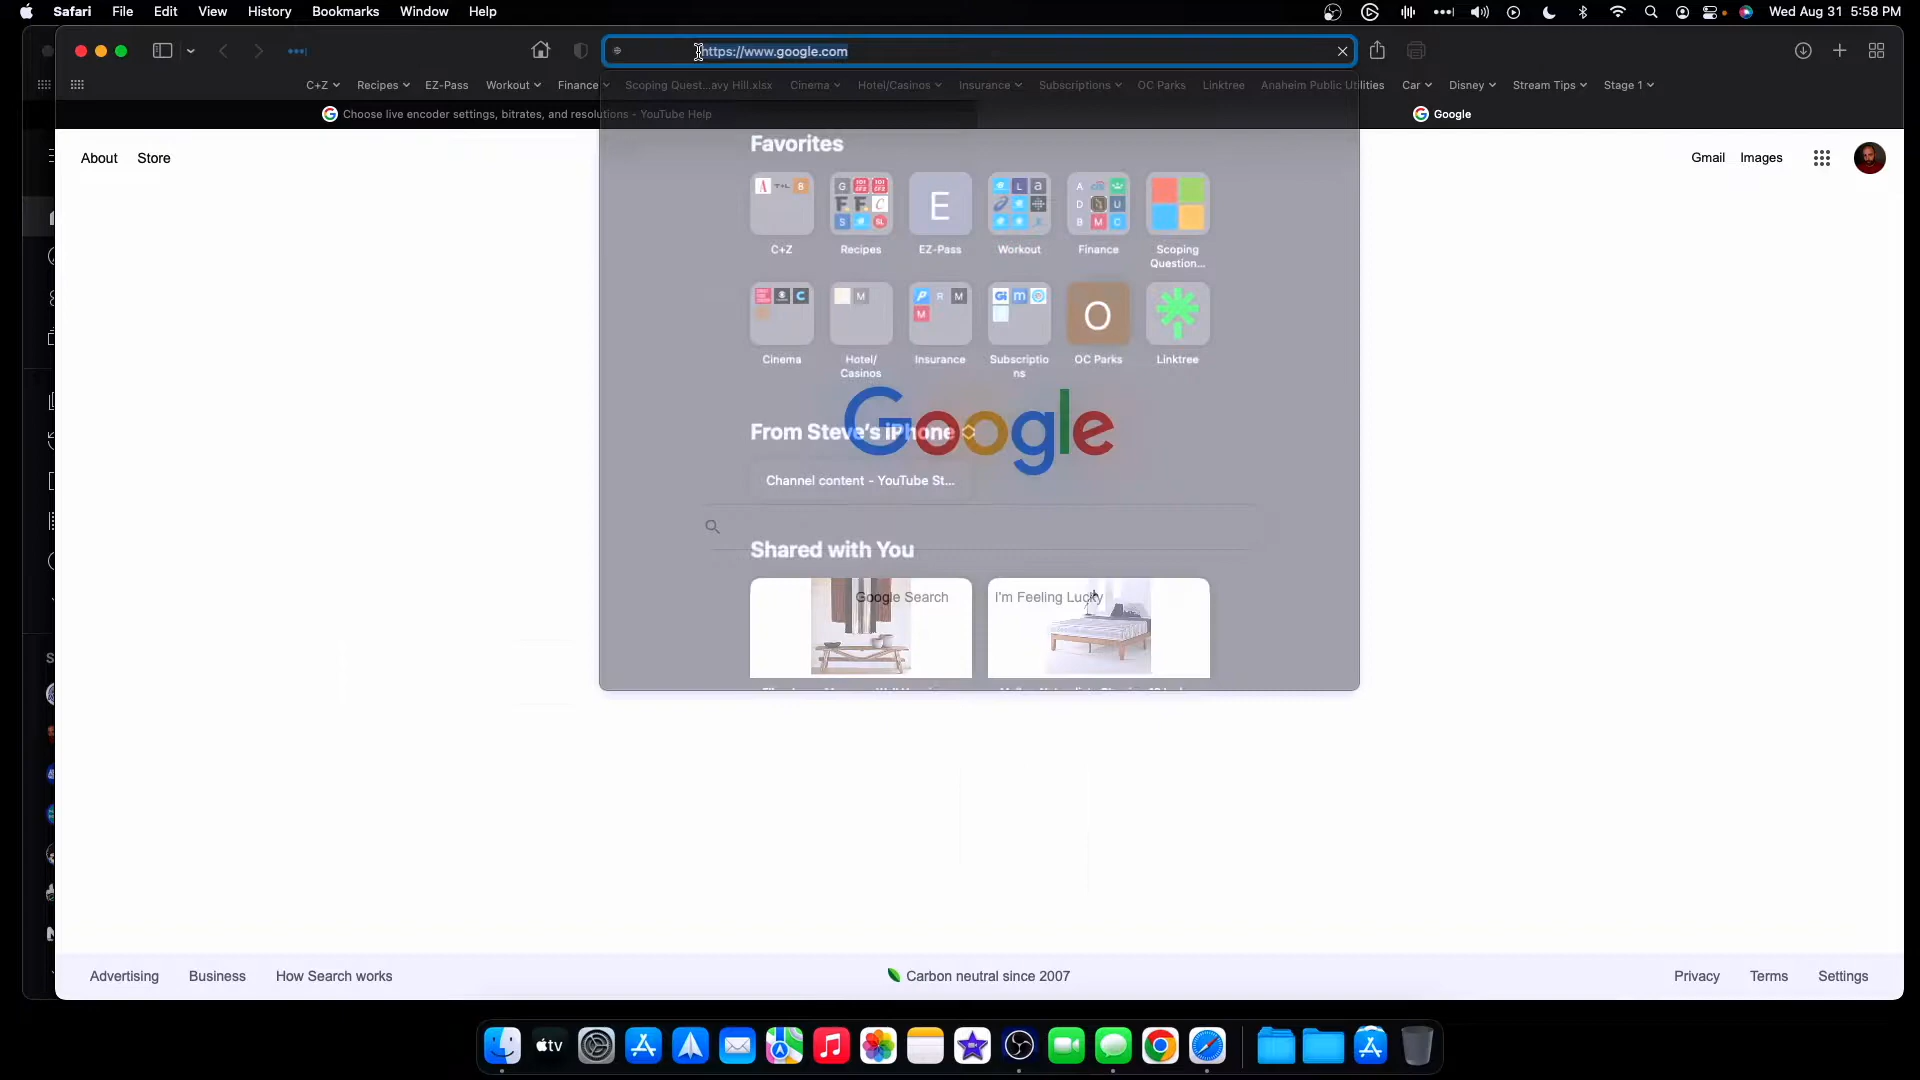 Safari File Edit View History Bookmarks Window Help Wed Aug 31 5:58 PM
https://www.google.com
C+Z Recipes EZ-Pass Workout Finance Scoping Quest...avy Hill.xlsx Cinema Hotel/Casinos Insurance Subscriptions OC Parks Linktree Anaheim Public Utilities Car Disney Stream Tips Stage 1
Choose live encoder settings, bitrates, and resolutions - YouTube Help Google
About Store Gmail Images
Favorites
C+Z Recipes EZ-Pass Workout Finance Scoping
Question...
Cinema Hotel/ Insurance Subscriptio OC Parks Linktree
Casinos ns
Google
From Steve's iPhone
Channel content - YouTube St...
Shared with You
Google Search I'm Feeling Lucky
Advertising Business How Search works Carbon neutral since 2007 Privacy Terms Settings
tv